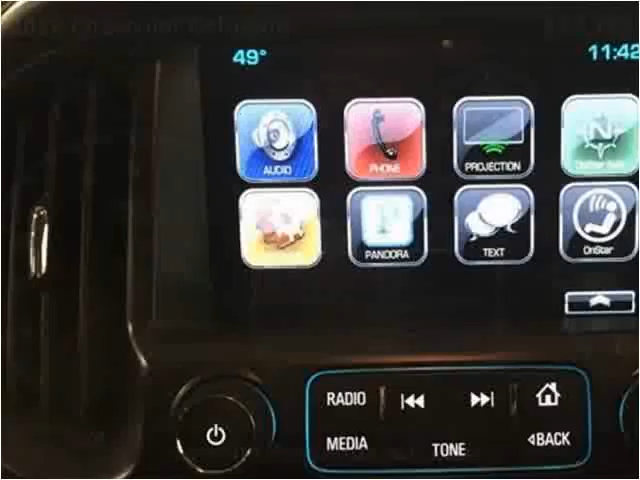 49° 11:42
AUDIO PHONE PROJECTION
PANDORA TEXT OnStar
RADIO
MEDIA TONE BACK